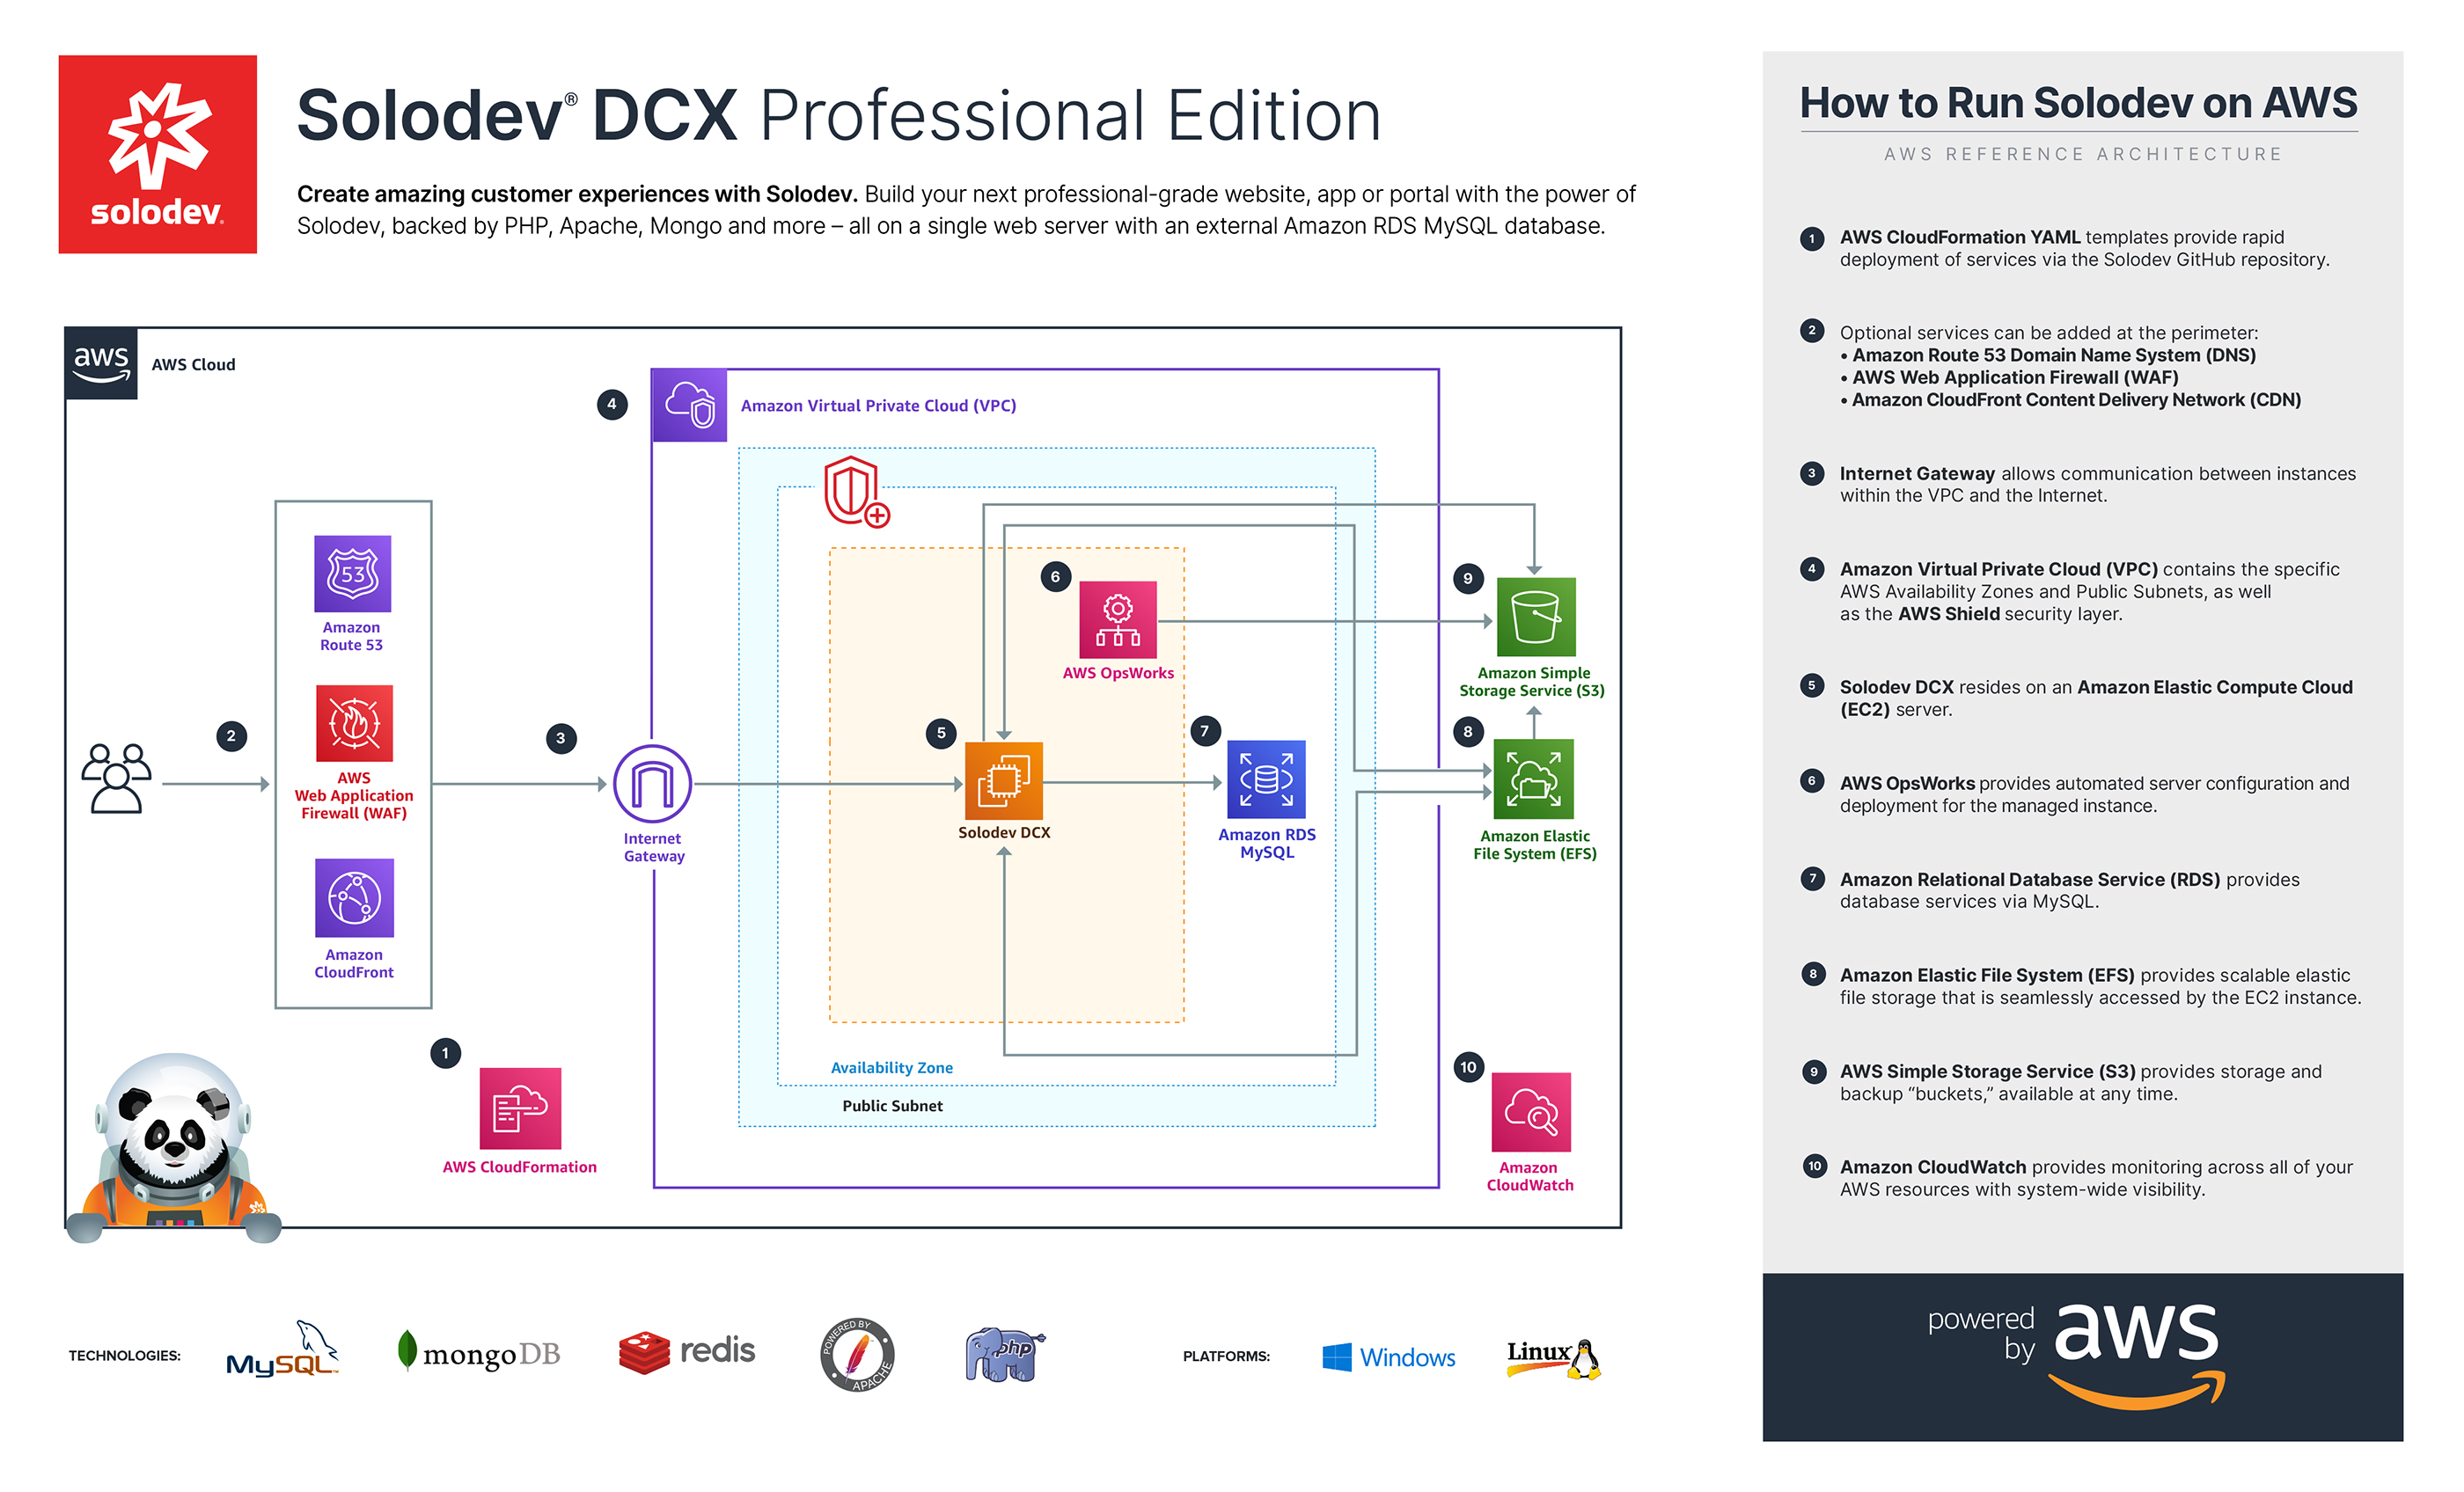 solodev
Solodev® DCX Professional Edition
Create amazing customer experiences with Solodev. Build your next professional-grade website, app or portal with the power of
Solodev, backed by PHP, Apache, Mongo and more – all on a single web server with an external Amazon RDS MySQL database.
aws
AWS Cloud
4
Amazon Virtual Private Cloud (VPC)
53
Amazon
Route 53
2
AWS
Web Application
Firewall (WAF)
Amazon
CloudFront
3
Internet
Gateway
6
AWS OpsWorks
5
Solodev DCX
7
Amazon RDS
MySQL
9
Amazon Simple
Storage Service (S3)
8
Amazon Elastic
File System (EFS)
Availability Zone
Public Subnet
1
AWS CloudFormation
10
Amazon
CloudWatch
TECHNOLOGIES:
MySQL™
mongoDB
redis
POWERED BY
APACHE
php
PLATFORMS:
Windows
Linux
How to Run Solodev on AWS
AWS REFERENCE ARCHITECTURE
1 AWS CloudFormation YAML templates provide rapid
deployment of services via the Solodev GitHub repository.
2 Optional services can be added at the perimeter:
• Amazon Route 53 Domain Name System (DNS)
• AWS Web Application Firewall (WAF)
• Amazon CloudFront Content Delivery Network (CDN)
3 Internet Gateway allows communication between instances
within the VPC and the Internet.
4 Amazon Virtual Private Cloud (VPC) contains the specific
AWS Availability Zones and Public Subnets, as well
as the AWS Shield security layer.
5 Solodev DCX resides on an Amazon Elastic Compute Cloud
(EC2) server.
6 AWS OpsWorks provides automated server configuration and
deployment for the managed instance.
7 Amazon Relational Database Service (RDS) provides
database services via MySQL.
8 Amazon Elastic File System (EFS) provides scalable elastic
file storage that is seamlessly accessed by the EC2 instance.
9 AWS Simple Storage Service (S3) provides storage and
backup “buckets,” available at any time.
10 Amazon CloudWatch provides monitoring across all of your
AWS resources with system-wide visibility.
powered
by
aws